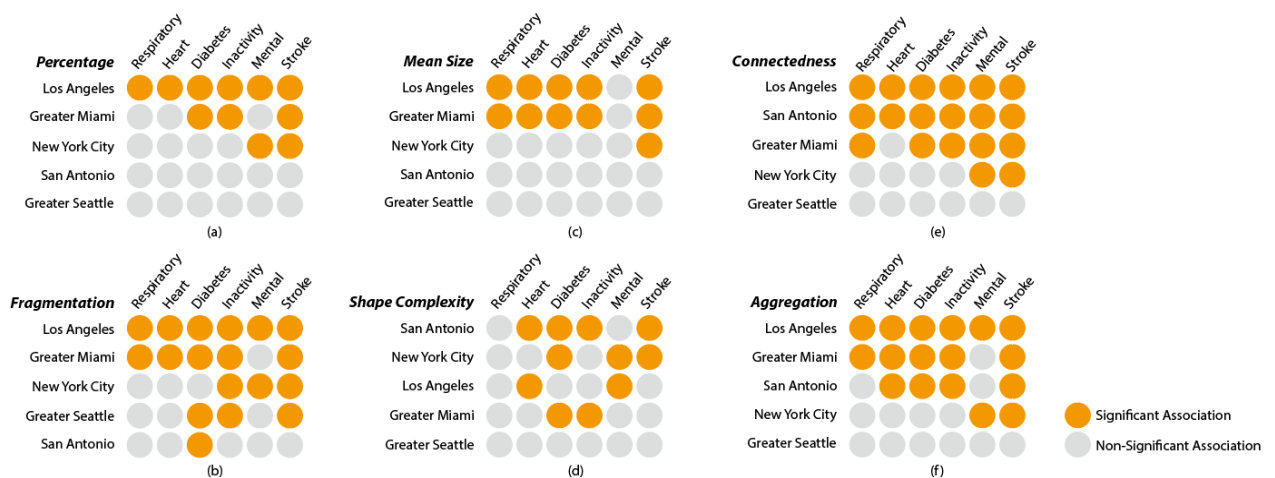 Percentage Respiratory Heart Diabetes Inactivity Mental Stroke
Los Angeles
Greater Miami
New York City
San Antonio
Greater Seattle
(a)
Mean Size Respiratory Heart Diabetes Inactivity Mental Stroke
Los Angeles
Greater Miami
New York City
San Antonio
Greater Seattle
(c)
Connectedness Respiratory Heart Diabetes Inactivity Mental Stroke
Los Angeles
San Antonio
Greater Miami
New York City
Greater Seattle
(e)
Fragmentation Respiratory Heart Diabetes Inactivity Mental Stroke
Los Angeles
Greater Miami
New York City
Greater Seattle
San Antonio
(b)
Shape Complexity Respiratory Heart Diabetes Inactivity Mental Stroke
San Antonio
New York City
Los Angeles
Greater Miami
Greater Seattle
(d)
Aggregation Respiratory Heart Diabetes Inactivity Mental Stroke
Los Angeles
Greater Miami
San Antonio
New York City
Greater Seattle
(f)
Significant Association
Non-Significant Association